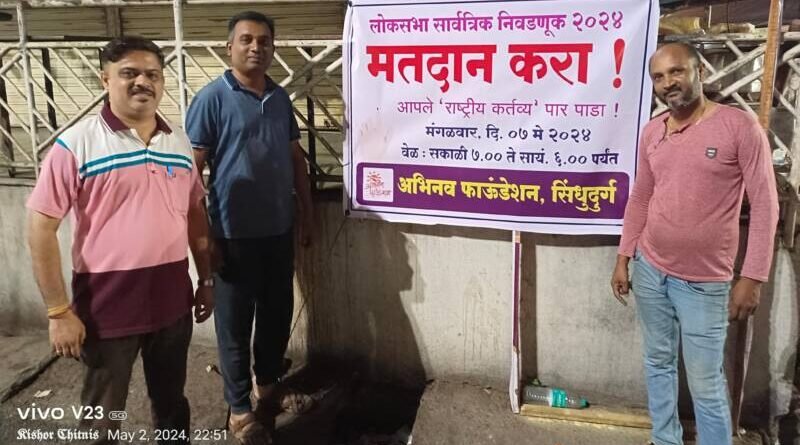 लोकसभा सार्वत्रिक निवडणूक २०२४
मतदान करा !
आपले 'राष्ट्रीय कर्तव्य' पार पाडा !
मंगळवार, दि. ०७ मे २०२४
वेळ : सकाळी ७.०० ते सायं. ६.०० पर्यंत
अभिनव फाऊंडेशन, सिंधुदुर्ग
vivo V23 5G
Kishor Chitnis May 2, 2024, 22:51